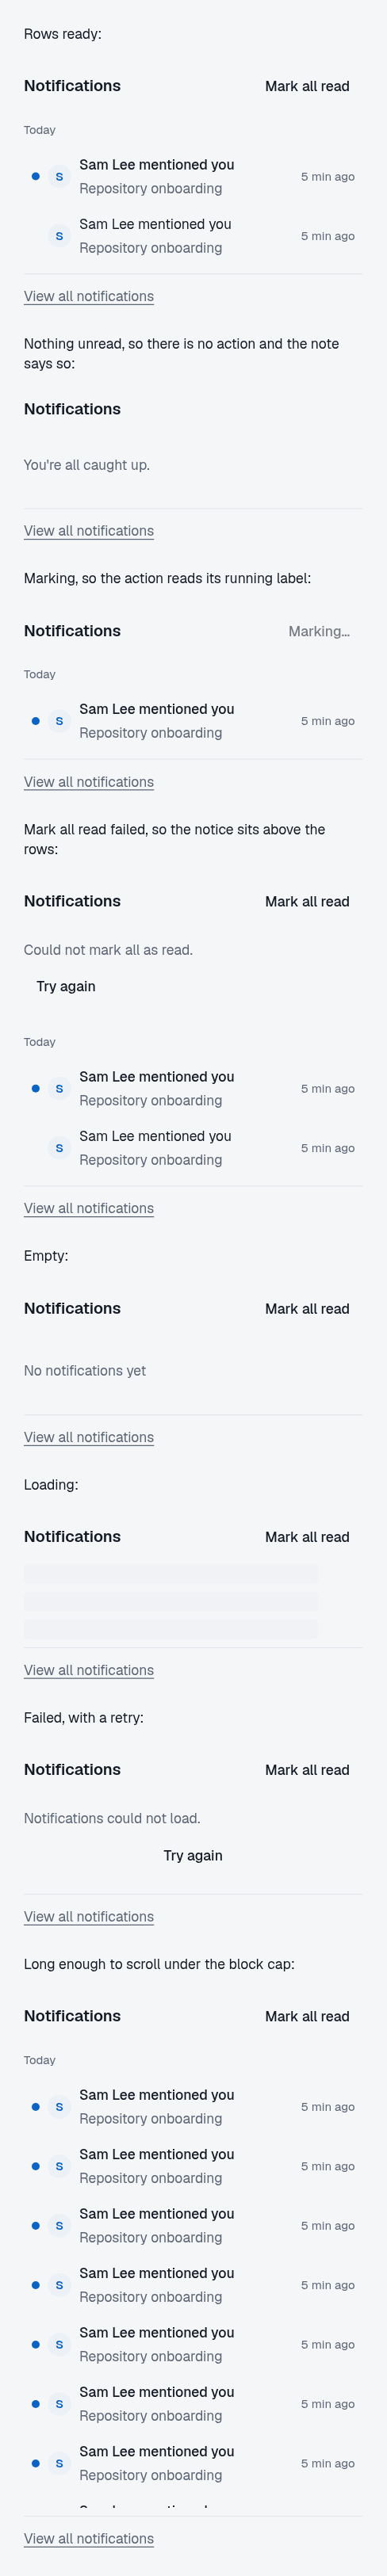 Rows ready:
Notifications
Mark all read
Today
S
Sam Lee mentioned you
Repository onboarding
5 min ago
S
Sam Lee mentioned you
Repository onboarding
5 min ago
View all notifications
Nothing unread, so there is no action and the note
says so:
Notifications
You're all caught up.
View all notifications
Marking, so the action reads its running label:
Notifications
Marking...
Today
S
Sam Lee mentioned you
Repository onboarding
5 min ago
View all notifications
Mark all read failed, so the notice sits above the
rows:
Notifications
Mark all read
Could not mark all as read.
Try again
Today
S
Sam Lee mentioned you
Repository onboarding
5 min ago
S
Sam Lee mentioned you
Repository onboarding
5 min ago
View all notifications
Empty:
Notifications
Mark all read
No notifications yet
View all notifications
Loading:
Notifications
Mark all read
View all notifications
Failed, with a retry:
Notifications
Mark all read
Notifications could not load.
Try again
View all notifications
Long enough to scroll under the block cap:
Notifications
Mark all read
Today
S
Sam Lee mentioned you
Repository onboarding
5 min ago
S
Sam Lee mentioned you
Repository onboarding
5 min ago
S
Sam Lee mentioned you
Repository onboarding
5 min ago
S
Sam Lee mentioned you
Repository onboarding
5 min ago
S
Sam Lee mentioned you
Repository onboarding
5 min ago
S
Sam Lee mentioned you
Repository onboarding
5 min ago
S
Sam Lee mentioned you
Repository onboarding
5 min ago
View all notifications